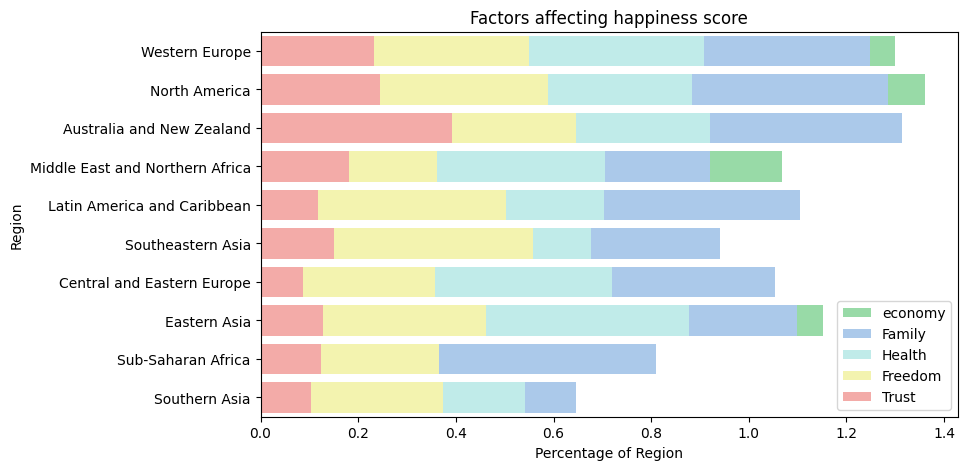 Factors affecting happiness score
Region
Western Europe
North America
Australia and New Zealand
Middle East and Northern Africa
Latin America and Caribbean
Southeastern Asia
Central and Eastern Europe
Eastern Asia
Sub-Saharan Africa
Southern Asia
economy
Family
Health
Freedom
Trust
0.0 0.2 0.4 0.6 0.8 1.0 1.2 1.4
Percentage of Region